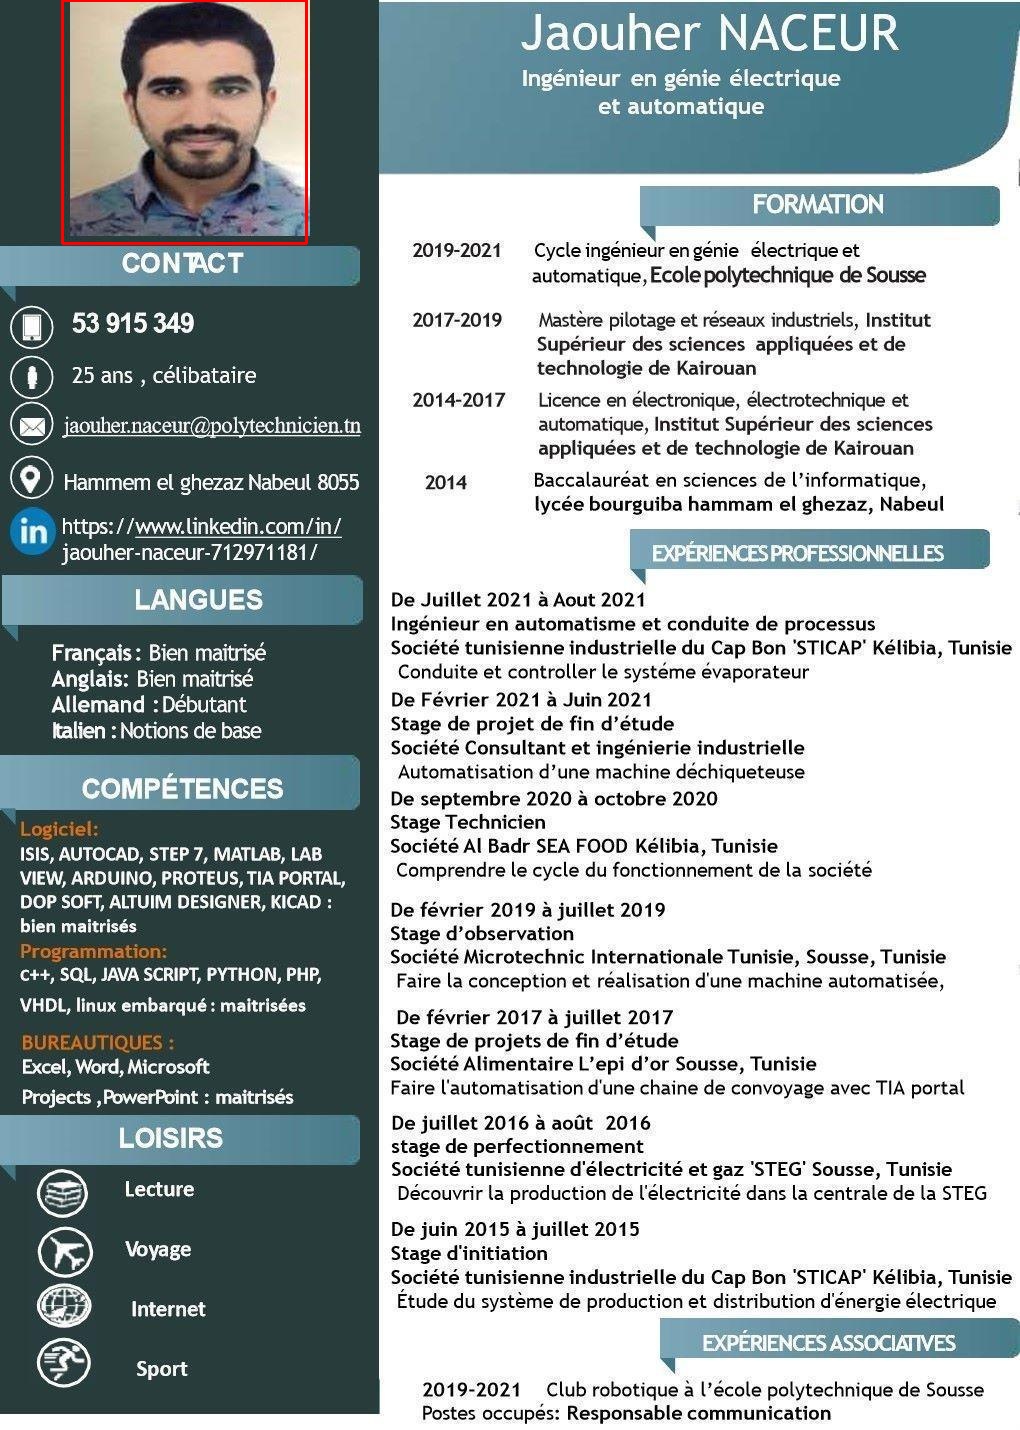 Jaouher NACEUR
Ingénieur en génie électrique
et automatique
CONTACT
53 915 349
25 ans , célibataire
jaouher.naceur@polytechnicien.tn
Hammem el ghezaz Nabeul 8055
in
https://www.linkedin.com/in/
jaouher-naceur-712971181/
LANGUES
Français : Bien maitrisé
Anglais: Bien maitrisé
Allemand : Débutant
Italien : Notions de base
COMPÉTENCES
Logiciel:
ISIS, AUTOCAD, STEP 7, MATLAB, LAB
VIEW, ARDUINO, PROTEUS, TIA PORTAL,
DOP SOFT, ALTUIM DESIGNER, KICAD :
bien maitrisés
Programmation:
c++, SQL, JAVA SCRIPT, PYTHON, PHP,
VHDL, linux embarqué : maitrisées
BUREAUTIQUES :
Excel, Word, Microsoft
Projects , PowerPoint : maitrisés
LOISIRS
Lecture
Voyage
Internet
Sport
FORMATION
2019-2021 Cycle ingénieur en génie électrique et
automatique, Ecole polytechnique de Sousse
2017-2019 Mastère pilotage et réseaux industriels, Institut
Supérieur des sciences appliquées et de
technologie de Kairouan
2014-2017 Licence en électronique, électrotechnique et
automatique, Institut Supérieur des sciences
appliquées et de technologie de Kairouan
2014 Baccalauréat en sciences de l’informatique,
lycée bourguiba hammam el ghezaz, Nabeul
EXPÉRIENCES PROFESSIONNELLES
De Juillet 2021 à Aout 2021
Ingénieur en automatisme et conduite de processus
Société tunisienne industrielle du Cap Bon 'STICAP' Kélibia, Tunisie
Conduite et controller le systéme évaporateur
De Février 2021 à Juin 2021
Stage de projet de fin d’étude
Société Consultant et ingénierie industrielle
Automatisation d’une machine déchiqueteuse
De septembre 2020 à octobre 2020
Stage Technicien
Société Al Badr SEA FOOD Kélibia, Tunisie
Comprendre le cycle du fonctionnement de la société
De février 2019 à juillet 2019
Stage d’observation
Société Microtechnic Internationale Tunisie, Sousse, Tunisie
Faire la conception et réalisation d'une machine automatisée,
De février 2017 à juillet 2017
Stage de projets de fin d’étude
Société Alimentaire L’epi d’or Sousse, Tunisie
Faire l'automatisation d'une chaine de convoyage avec TIA portal
De juillet 2016 à août 2016
stage de perfectionnement
Société tunisienne d'électricité et gaz 'STEG' Sousse, Tunisie
Découvrir la production de l'électricité dans la centrale de la STEG
De juin 2015 à juillet 2015
Stage d'initiation
Société tunisienne industrielle du Cap Bon 'STICAP' Kélibia, Tunisie
Étude du système de production et distribution d'énergie électrique
EXPÉRIENCES ASSOCIATIVES
2019-2021 Club robotique à l’école polytechnique de Sousse
Postes occupés: Responsable communication